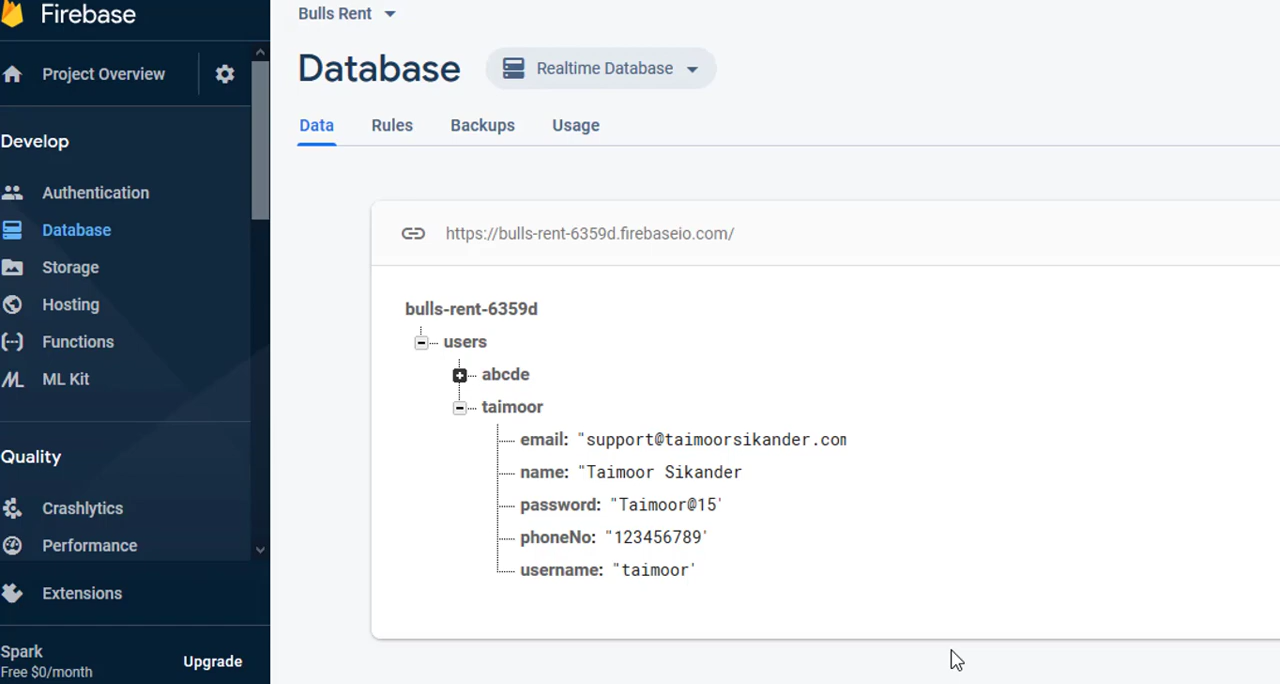 Firebase
Project Overview
Develop
Authentication
Database
Storage
Hosting
Functions
ML Kit
Quality
Crashlytics
Performance
Extensions
Spark
Free $0/month
Upgrade
Bulls Rent
Database
Realtime Database
Data Rules Backups Usage
https://bulls-rent-6359d.firebaseio.com/
bulls-rent-6359d
users
abcde
taimoor
email: "support@taimoorsikander.com
name: "Taimoor Sikander
password: "Taimoor@15'
phoneNo: "123456789'
username: "taimoor'